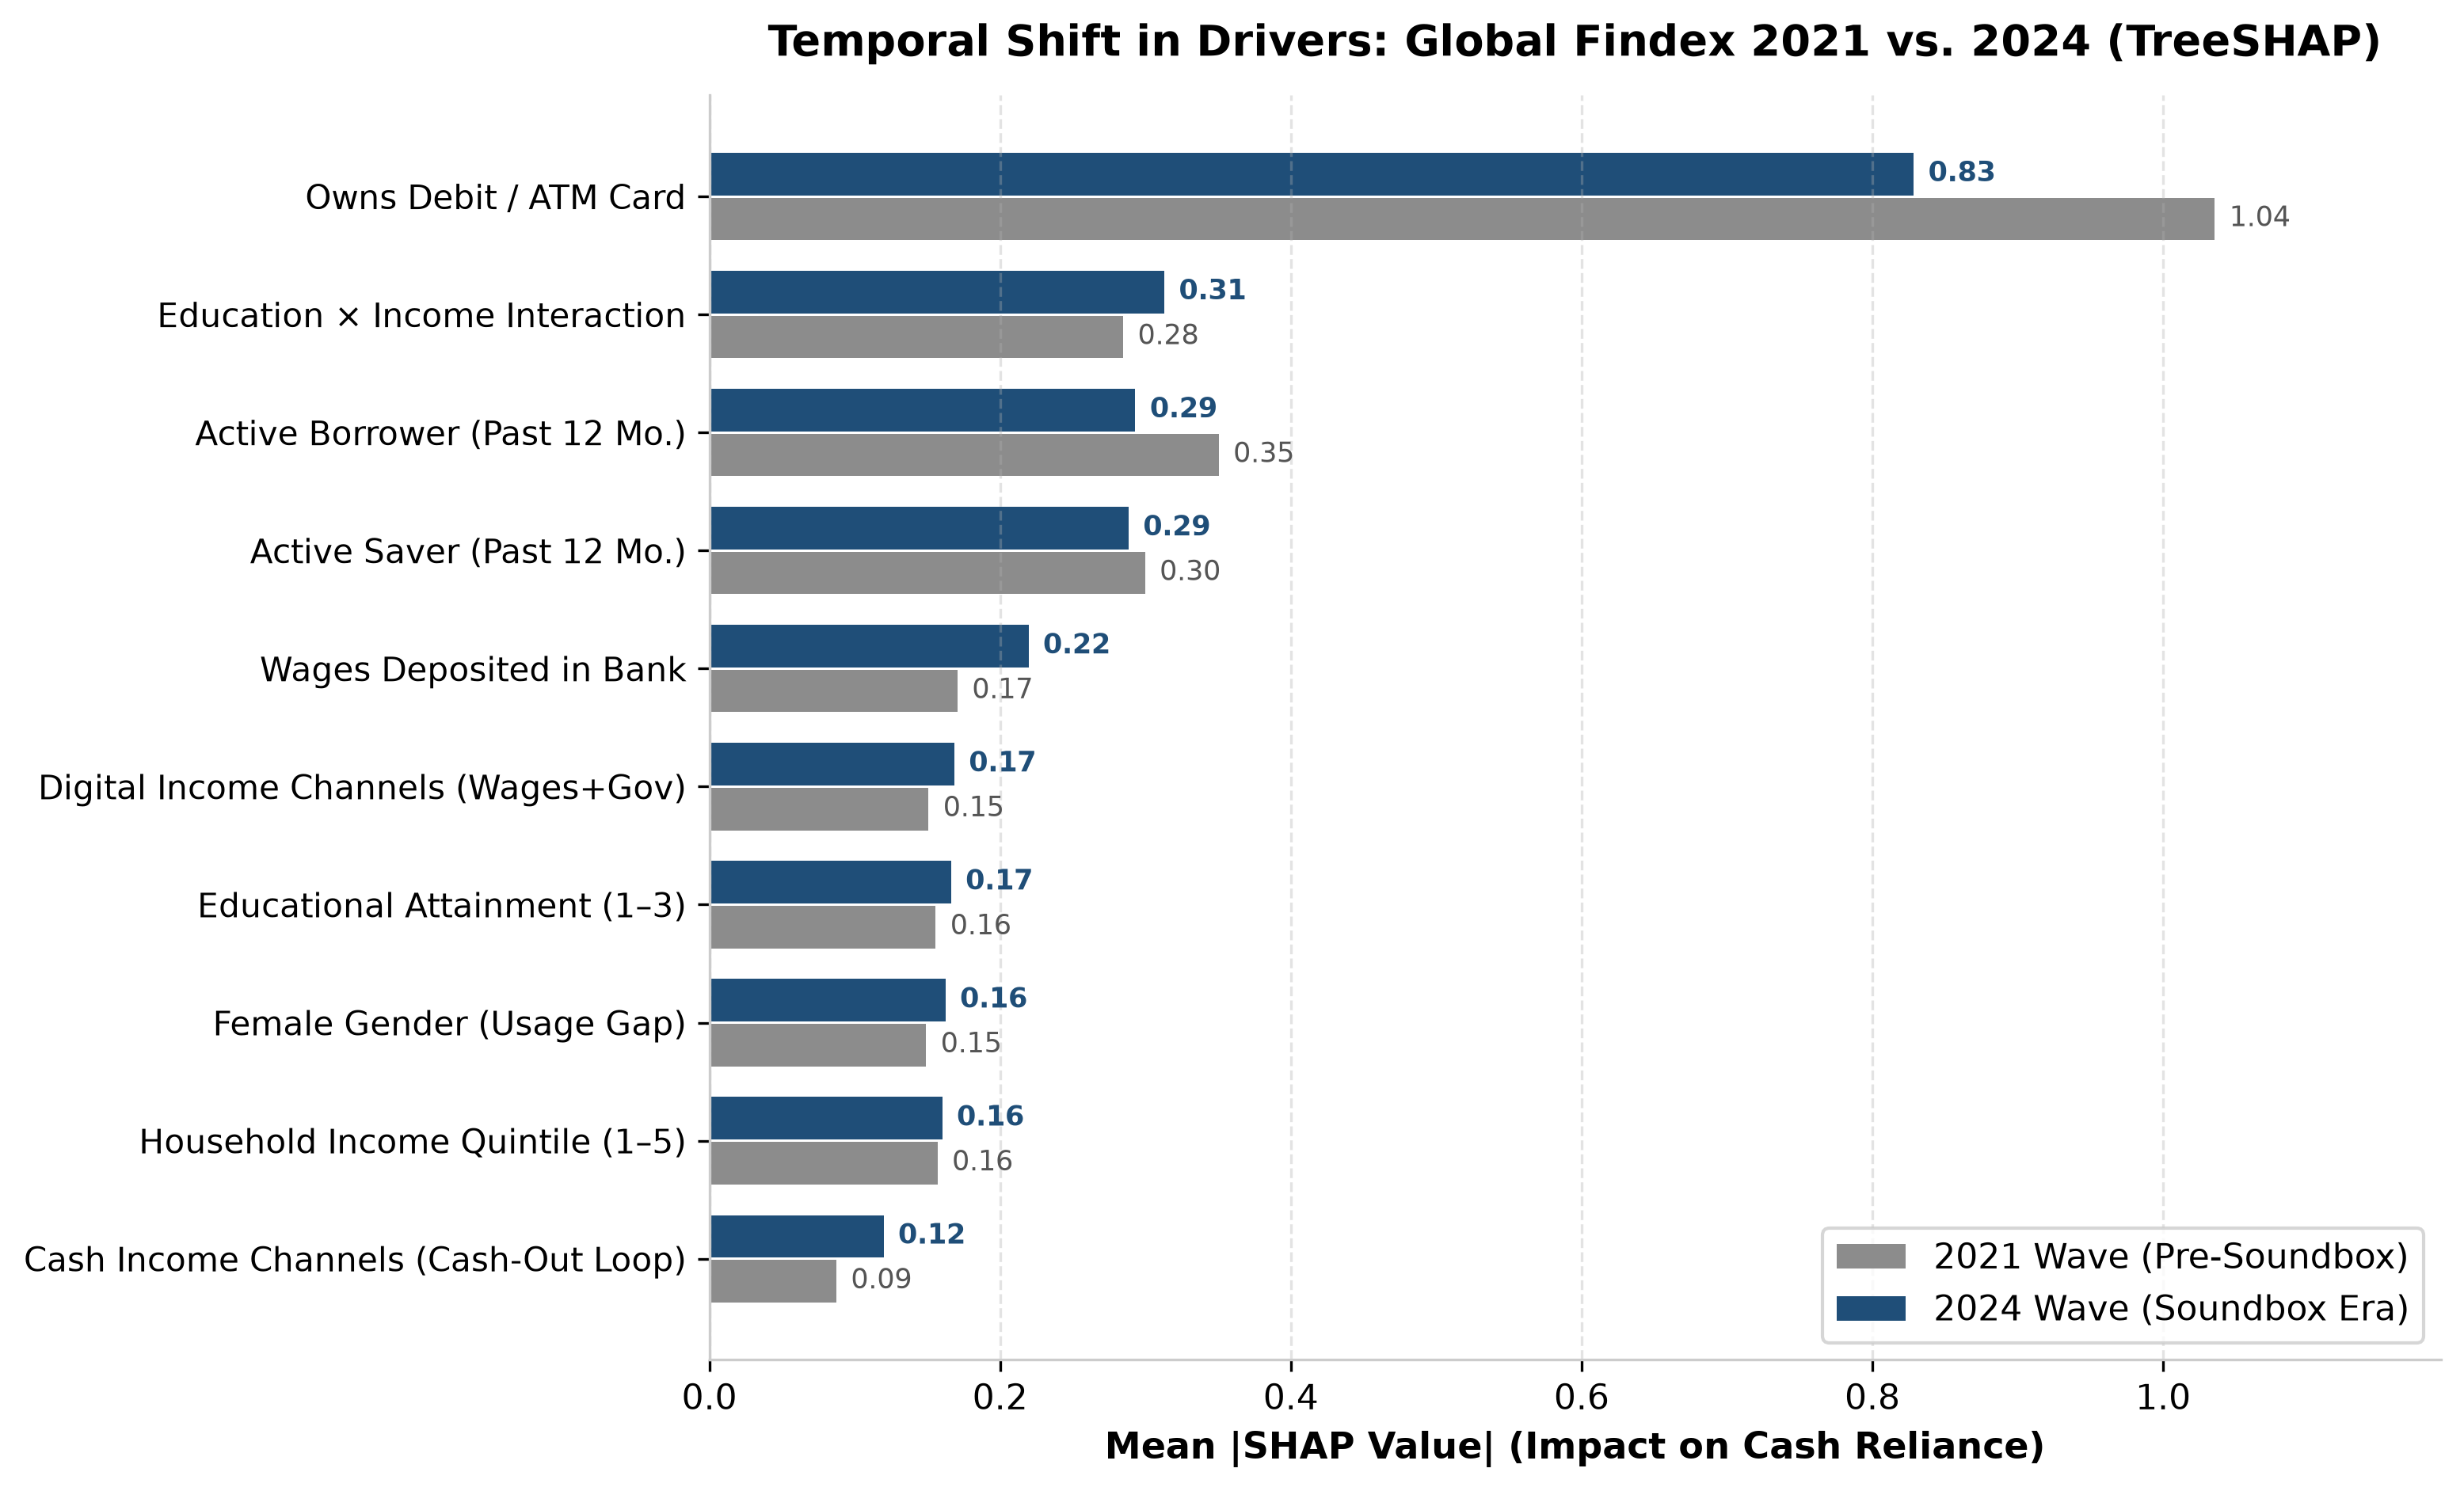 Temporal Shift in Drivers: Global Findex 2021 vs. 2024 (TreeSHAP)
Owns Debit / ATM Card
0.83
1.04
Education × Income Interaction
0.31
0.28
Active Borrower (Past 12 Mo.)
0.29
0.35
Active Saver (Past 12 Mo.)
0.29
0.30
Wages Deposited in Bank
0.22
0.17
Digital Income Channels (Wages+Gov)
0.17
0.15
Educational Attainment (1–3)
0.17
0.16
Female Gender (Usage Gap)
0.16
0.15
Household Income Quintile (1–5)
0.16
0.16
Cash Income Channels (Cash-Out Loop)
0.12
0.09
2021 Wave (Pre-Soundbox)
2024 Wave (Soundbox Era)
0.0 0.2 0.4 0.6 0.8 1.0
Mean |SHAP Value| (Impact on Cash Reliance)